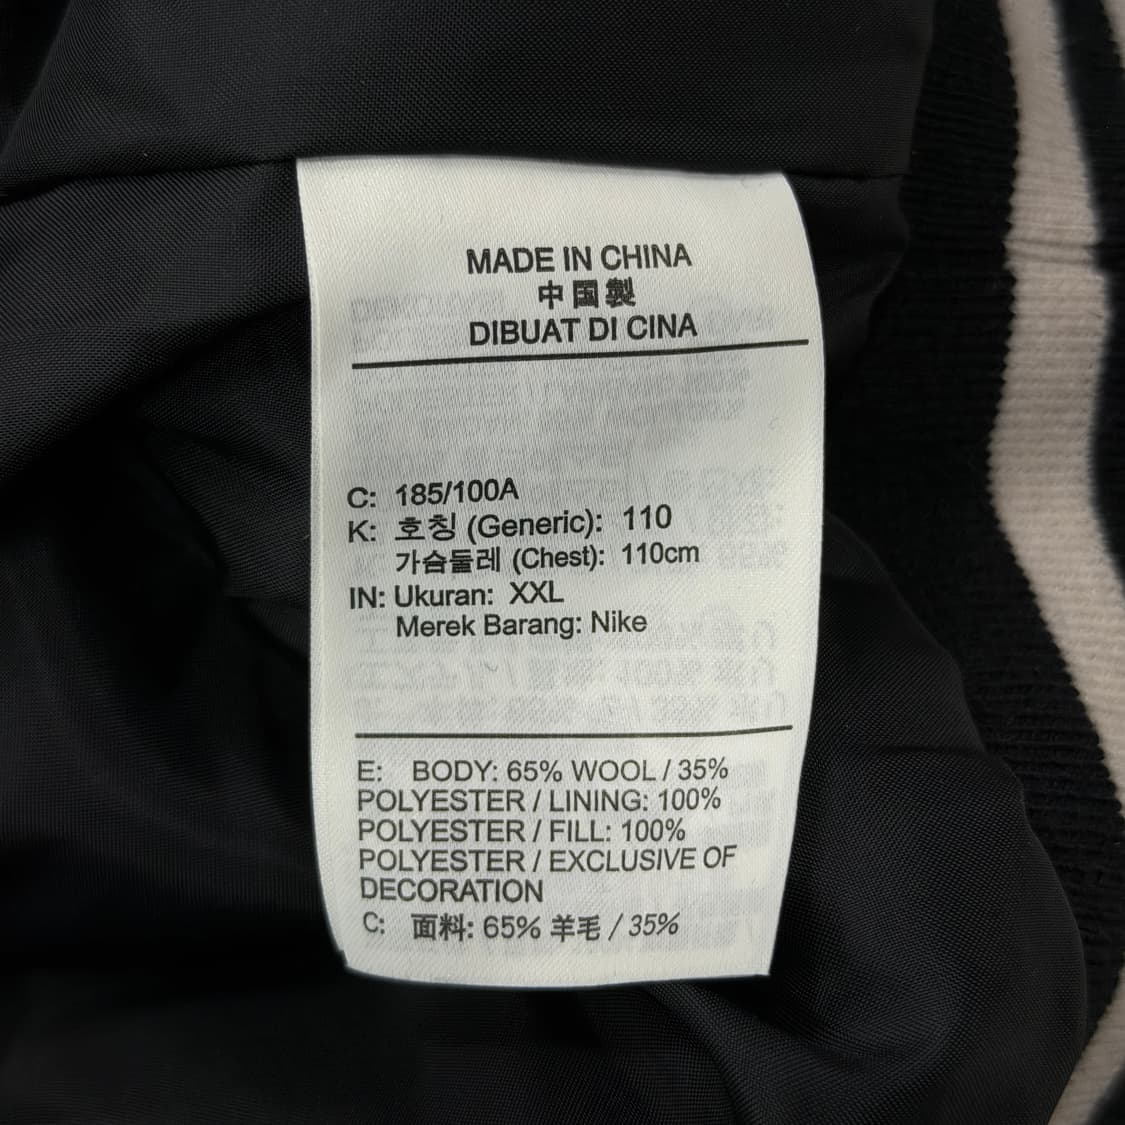 MADE IN CHINA
中国製
DIBUAT DI CINA
C: 185/100A
K: 호칭 (Generic): 110
가슴둘레 (Chest): 110cm
IN: Ukuran: XXL
Merek Barang: Nike
E: BODY: 65% WOOL / 35%
POLYESTER / LINING: 100%
POLYESTER / FILL: 100%
POLYESTER / EXCLUSIVE OF
DECORATION
C: 面料: 65% 羊毛 / 35%